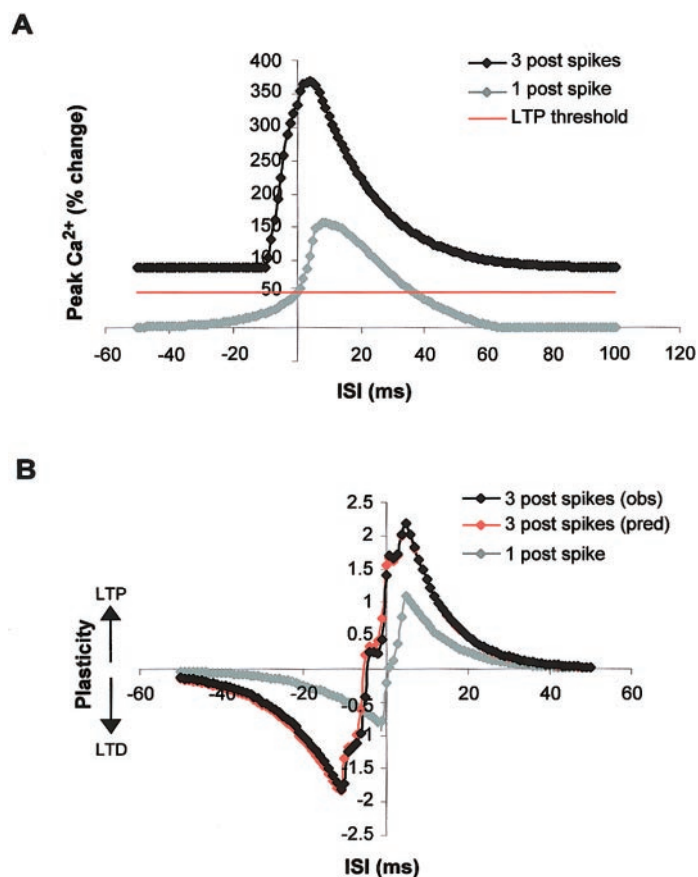 A
3 post spikes
1 post spike
LTP threshold
Peak Ca²⁺ (% change)
400
350
300
250
200
150
100
50
-60 -40 -20 20 40 60 80 100 120
ISI (ms)
B
3 post spikes (obs)
3 post spikes (pred)
1 post spike
2.5
2
1.5
1
0.5
LTP
Plasticity
LTD
-60 -40 -20 20 40 60
-0.5
-1
-1.5
-2
-2.5
ISI (ms)